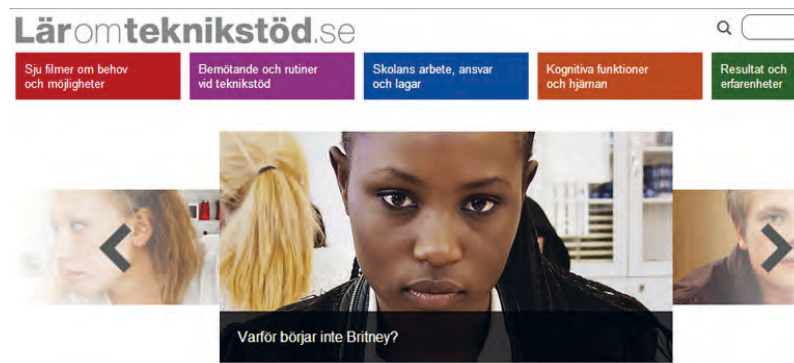 Läromteknikstöd.se
Sju filmer om behov
och möjligheter
Bemötande och rutiner
vid teknikstöd
Skolans arbete, ansvar
och lagar
Kognitiva funktioner
och hjärnan
Resultat och
erfarenheter
Varför börjar inte Britney?